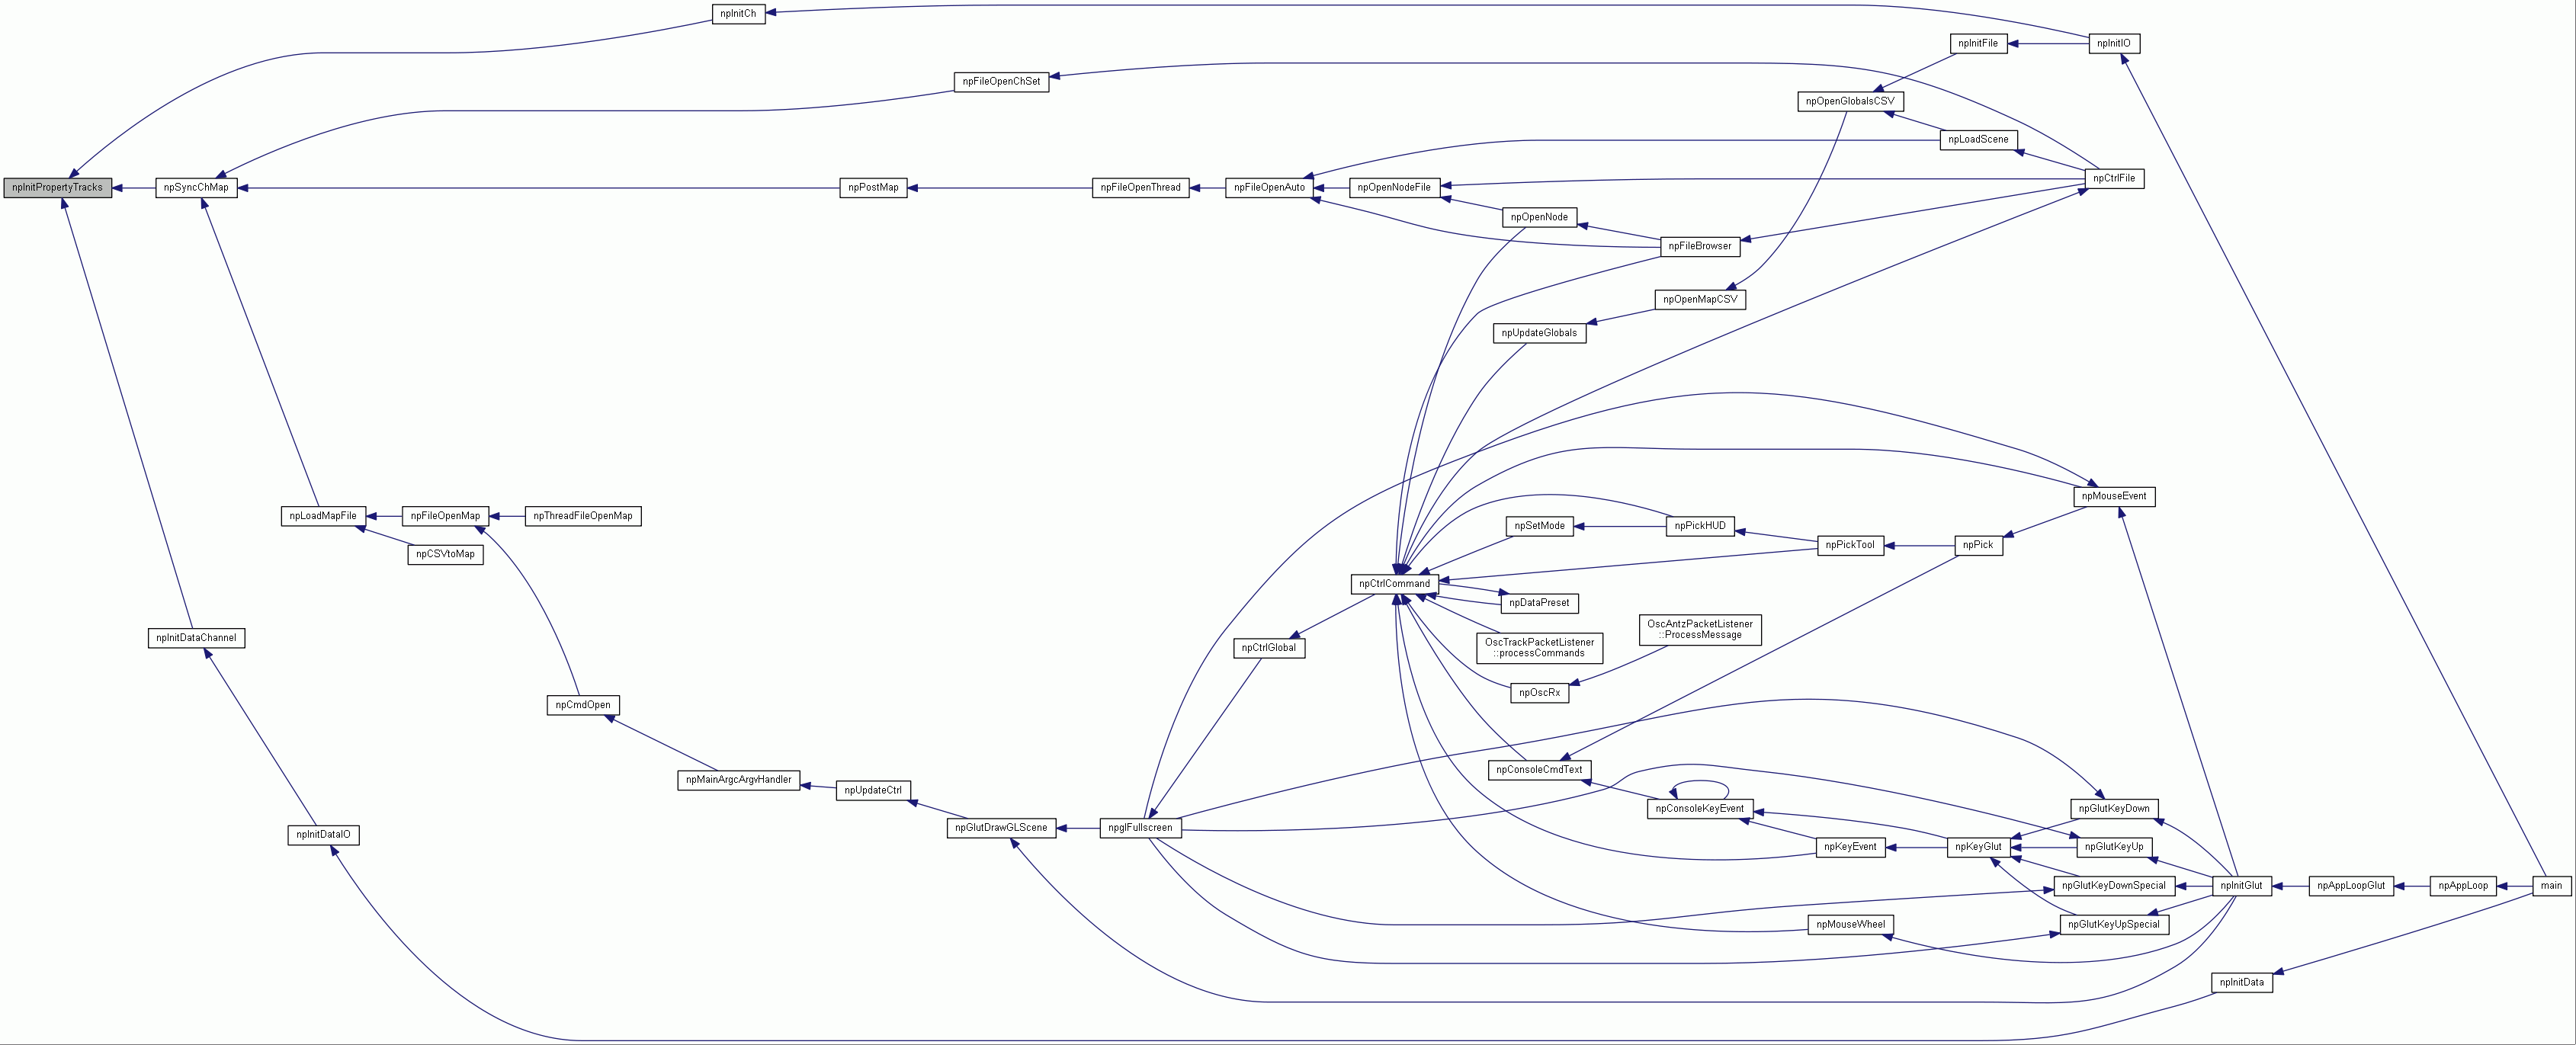 npInitCh
npInitFile
npInitIO
npFileOpenChSet
npOpenGlobalsCSV
npLoadScene
npInitPropertyTracks
npSyncChMap
npPostMap
npFileOpenThread
npFileOpenAuto
npOpenNodeFile
npCtrlFile
npOpenNode
npFileBrowser
npOpenMapCSV
npUpdateGlobals
npMouseEvent
npLoadMapFile
npFileOpenMap
npThreadFileOpenMap
npSetMode
npPickHUD
npCSVtoMap
npPickTool
npPick
npCtrlCommand
npDataPreset
npInitDataChannel
OscAntzPacketListener
::ProcessMessage
npCtrlGlobal
OscTrackPacketListener
::processCommands
npOscRx
npCmdOpen
npConsoleCmdText
npMainArgcArgvHandler
npUpdateCtrl
npConsoleKeyEvent
npGlutKeyDown
npInitDataIO
npGlutDrawGLScene
npglFullscreen
npKeyEvent
npKeyGlut
npGlutKeyUp
npGlutKeyDownSpecial
npInitGlut
npAppLoopGlut
npAppLoop
main
npMouseWheel
npGlutKeyUpSpecial
npInitData